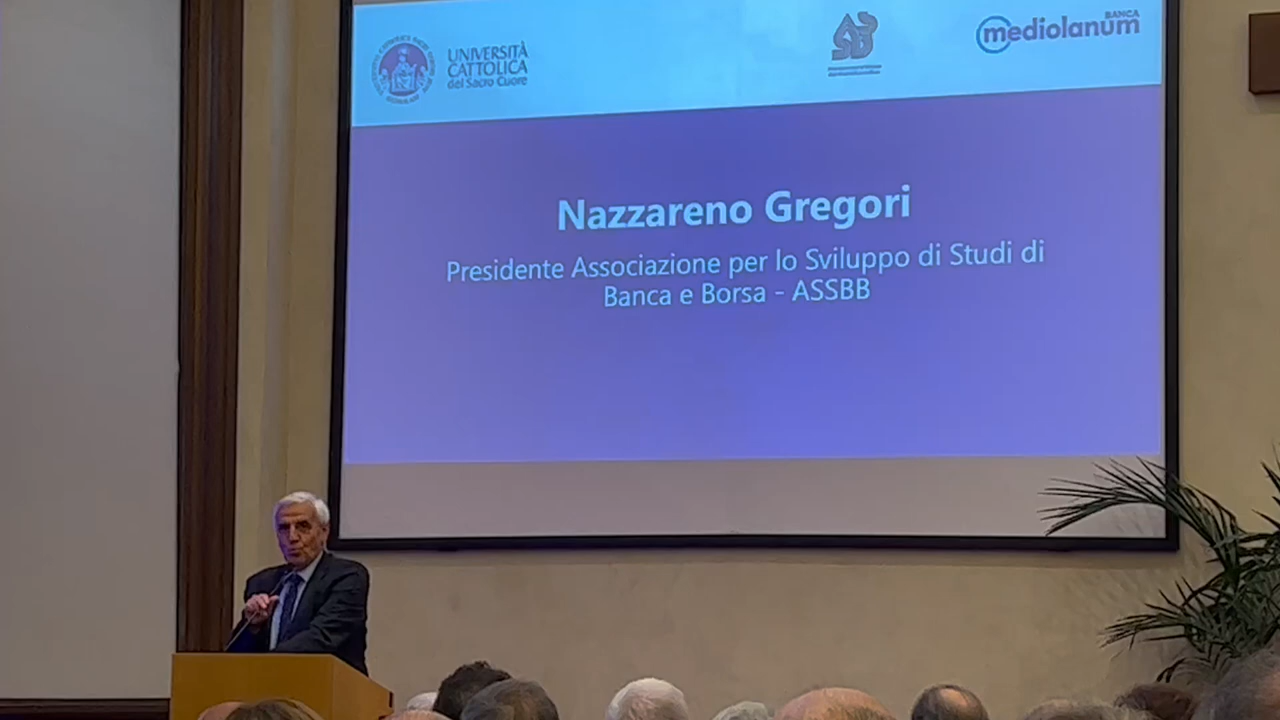 UNIVERSITÀ
CATTOLICA
del Sacro Cuore
ASSB
BANCA
mediolanum
Nazzareno Gregori
Presidente Associazione per lo Sviluppo di Studi di
Banca e Borsa - ASSBB